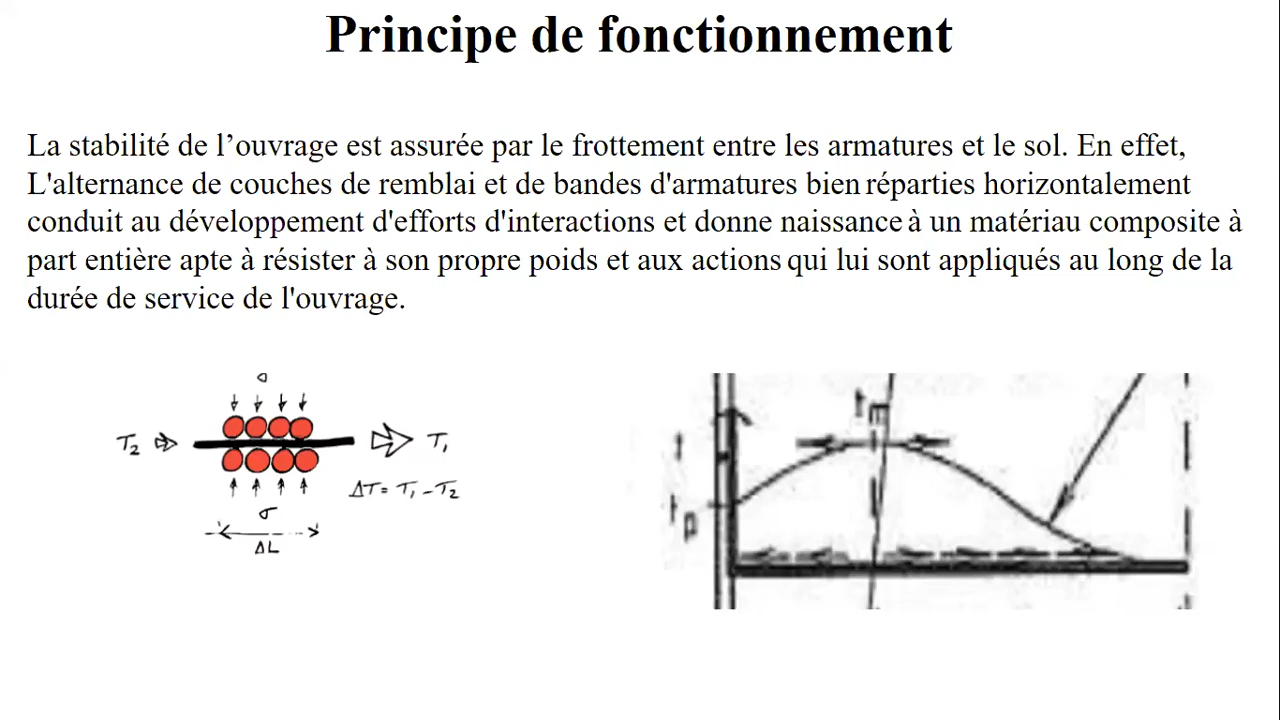 Principe de fonctionnement
La stabilité de l’ouvrage est assurée par le frottement entre les armatures et le sol. En effet,
L'alternance de couches de remblai et de bandes d'armatures bien réparties horizontalement
conduit au développement d'efforts d'interactions et donne naissance à un matériau composite à
part entière apte à résister à son propre poids et aux actions qui lui sont appliqués au long de la
durée de service de l'ouvrage.
T2
T1
ΔT = T1 - T2
σ
ΔL
tm
t
tp